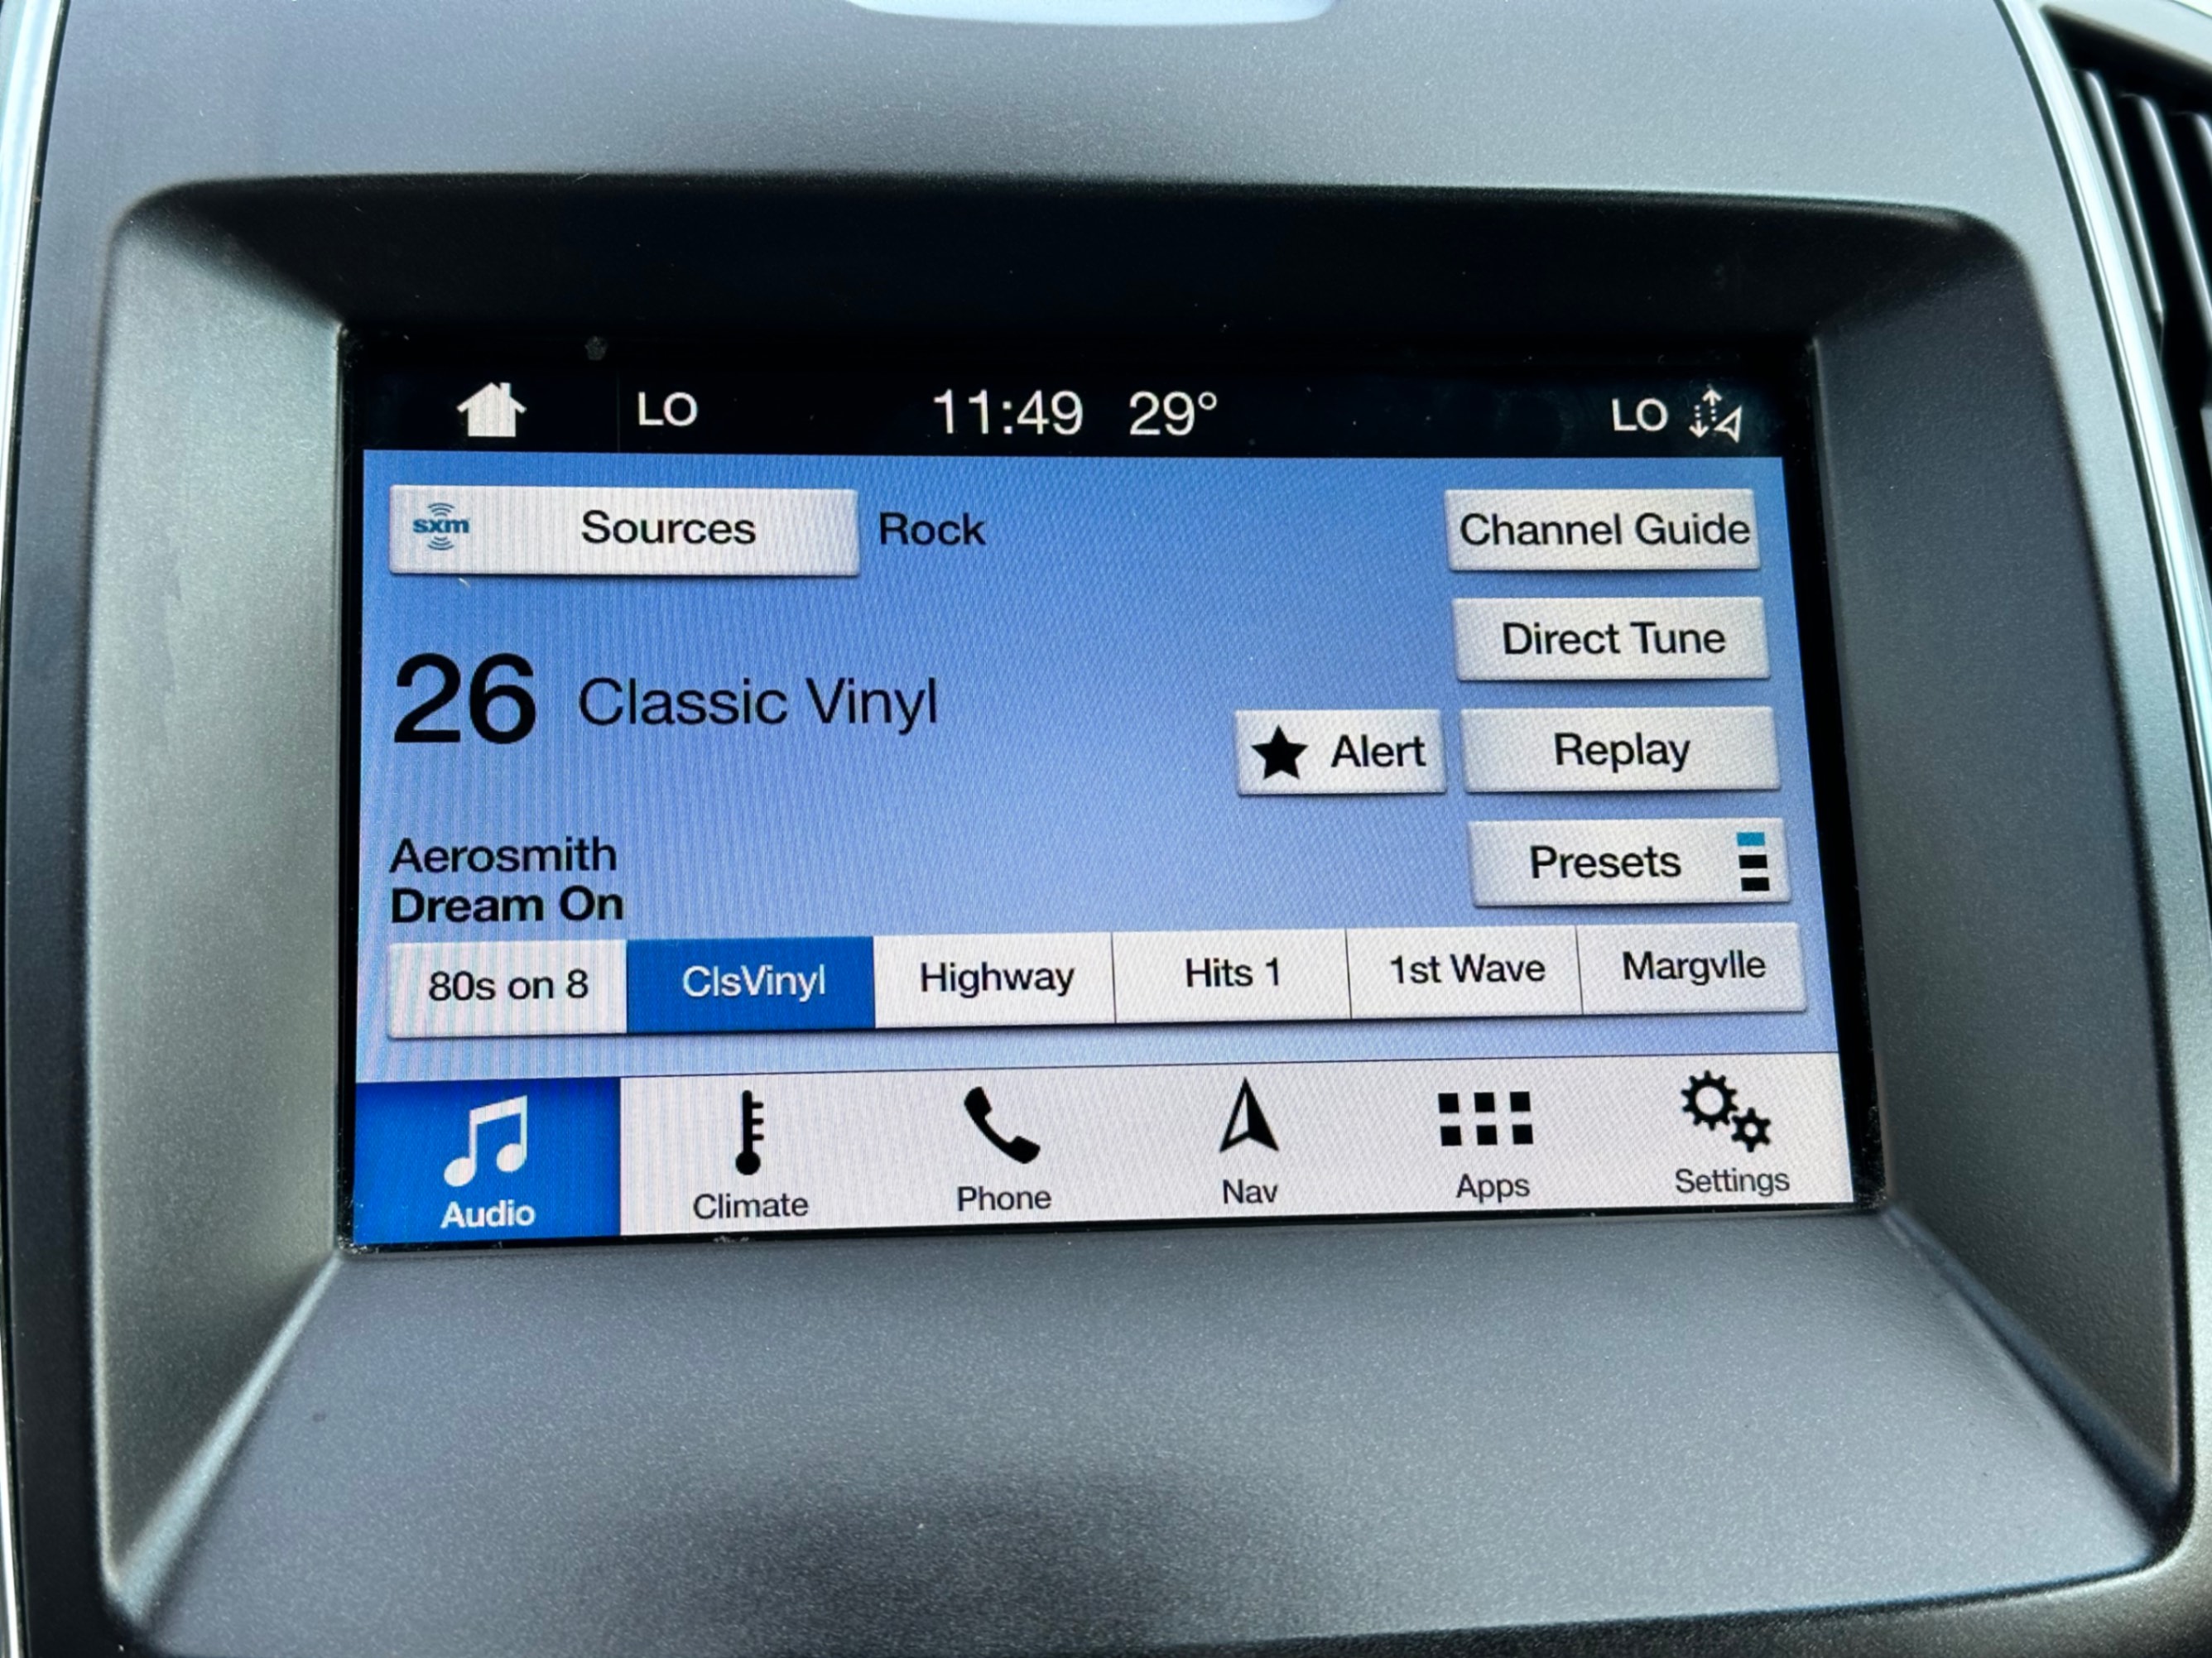 LO 11:49 29° LO
sxm Sources Rock Channel Guide
Direct Tune
26 Classic Vinyl
Alert Replay
Presets
Aerosmith
Dream On
80s on 8 ClsVinyl Highway Hits 1 1st Wave Margvlle
Audio Climate Phone Nav Apps Settings